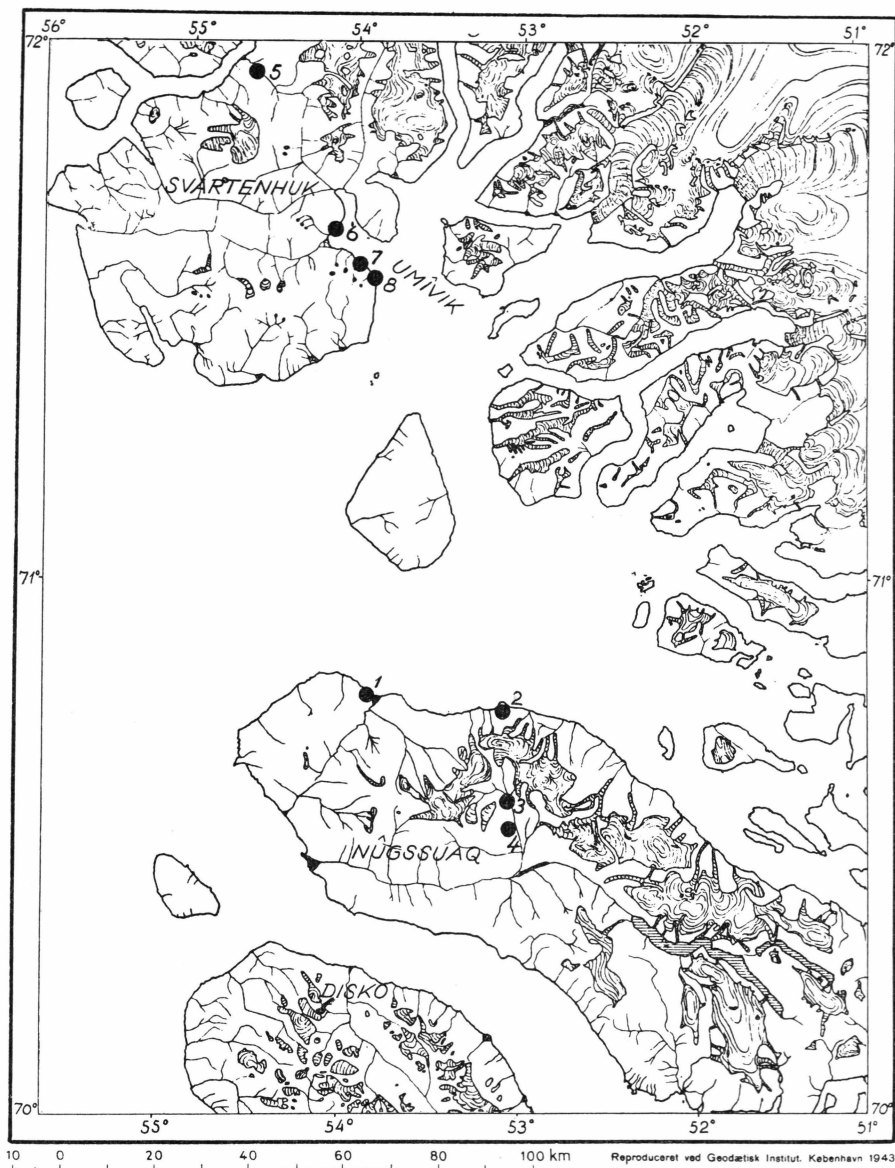 56° 55° 54° 53° 52° 51°
72° 72°
5
SVARTENHUK
6
7
UMÎVIK
8
71° 71°
1
2
3
4
NÛGSSUAQ
DISKO
70° 70°
55° 54° 53° 52° 51°
10 0 20 40 60 80 100 km Reproduceret ved Geodætisk Institut. København 1943